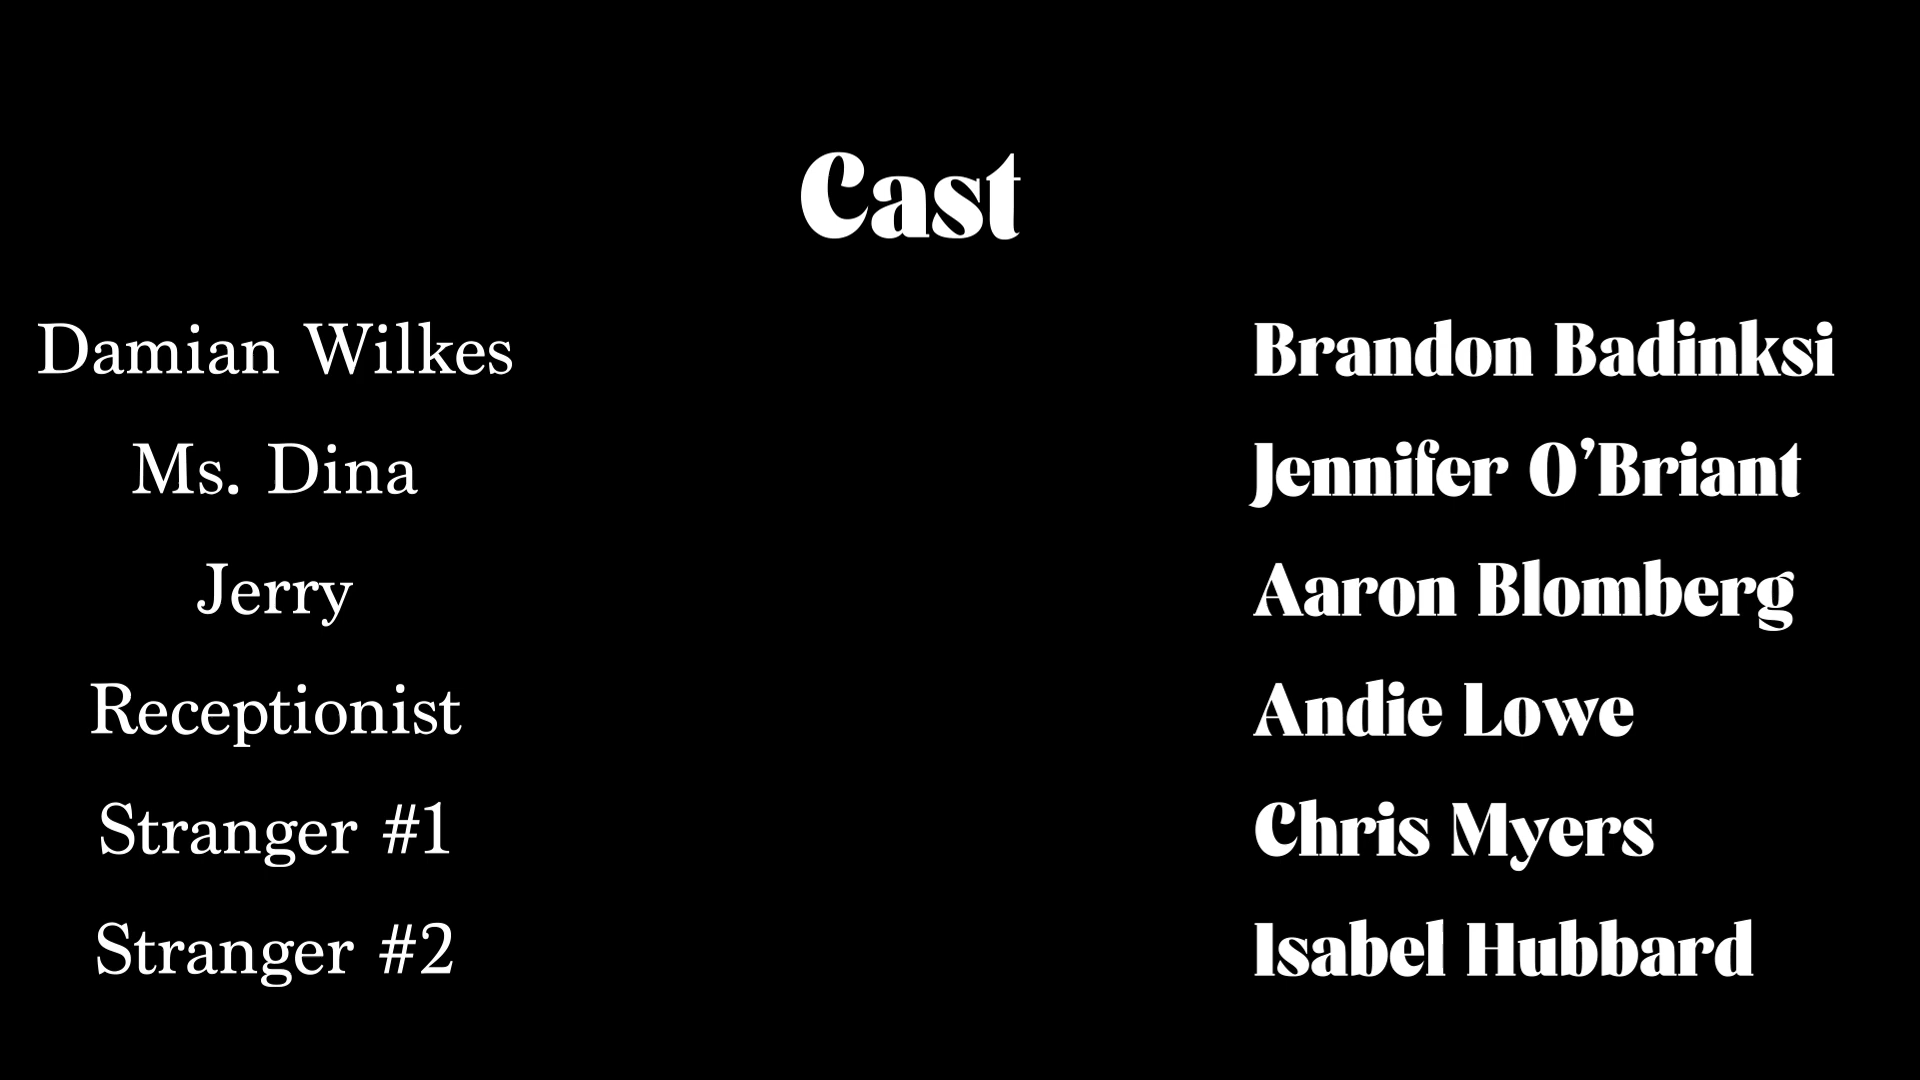 Cast
Damian Wilkes Brandon Badinksi
Ms. Dina Jennifer O’Briant
Jerry Aaron Blomberg
Receptionist Andie Lowe
Stranger #1 Chris Myers
Stranger #2 Isabel Hubbard